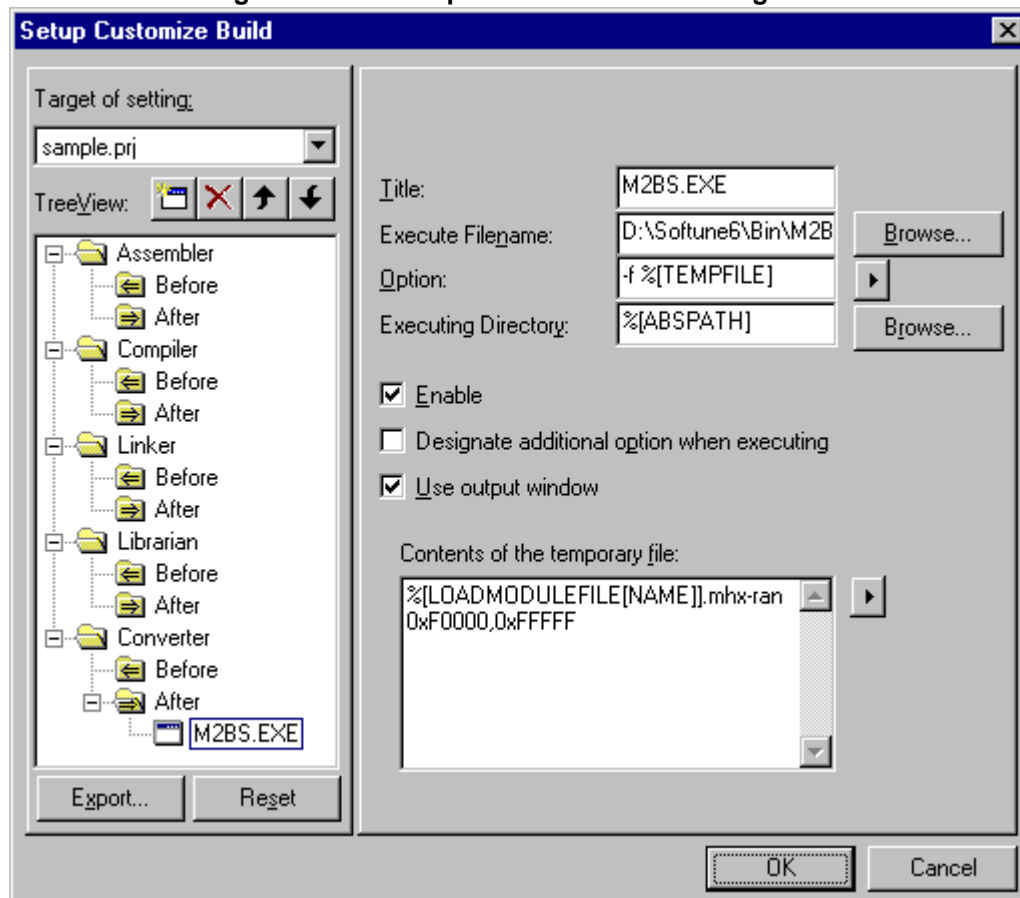 Setup Customize Build
Target of setting:
sample.prj
TreeView:
Assembler
Before
After
Compiler
Before
After
Linker
Before
After
Librarian
Before
After
Converter
Before
After
M2BS.EXE
Export...
Reset
Title:
M2BS.EXE
Execute Filename:
D:\Softune6\Bin\M2B
Browse...
Option:
-f %[TEMPFILE]
Executing Directory:
%[ABSPATH]
Browse...
Enable
Designate additional option when executing
Use output window
Contents of the temporary file:
%[LOADMODULEFILE[NAME]].mhx-ran
0xF0000,0xFFFFF
OK
Cancel